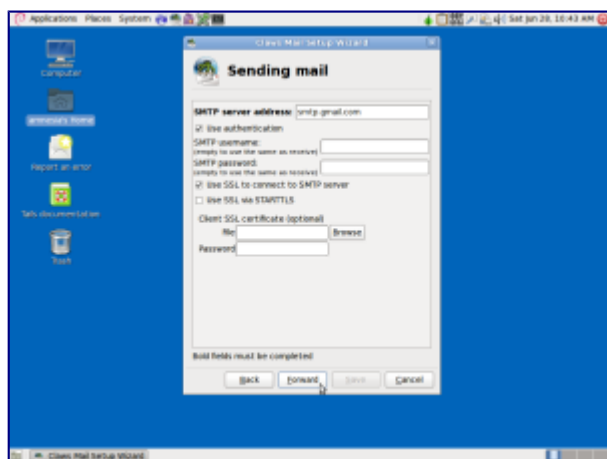 Applications Places System
Sat Jun 28, 10:43 AM
Claws Mail Setup Wizard
Computer
amnesia's Home
Report an error
Tails documentation
Trash
Sending mail
SMTP server address: smtp.gmail.com
Use authentication
SMTP username:
(empty to use the same as receive)
SMTP password:
(empty to use the same as receive)
Use SSL to connect to SMTP server
Use SSL via STARTTLS
Client SSL certificate (optional)
File Browse
Password
Bold fields must be completed
Back Forward Save Cancel
Claws Mail Setup Wizard